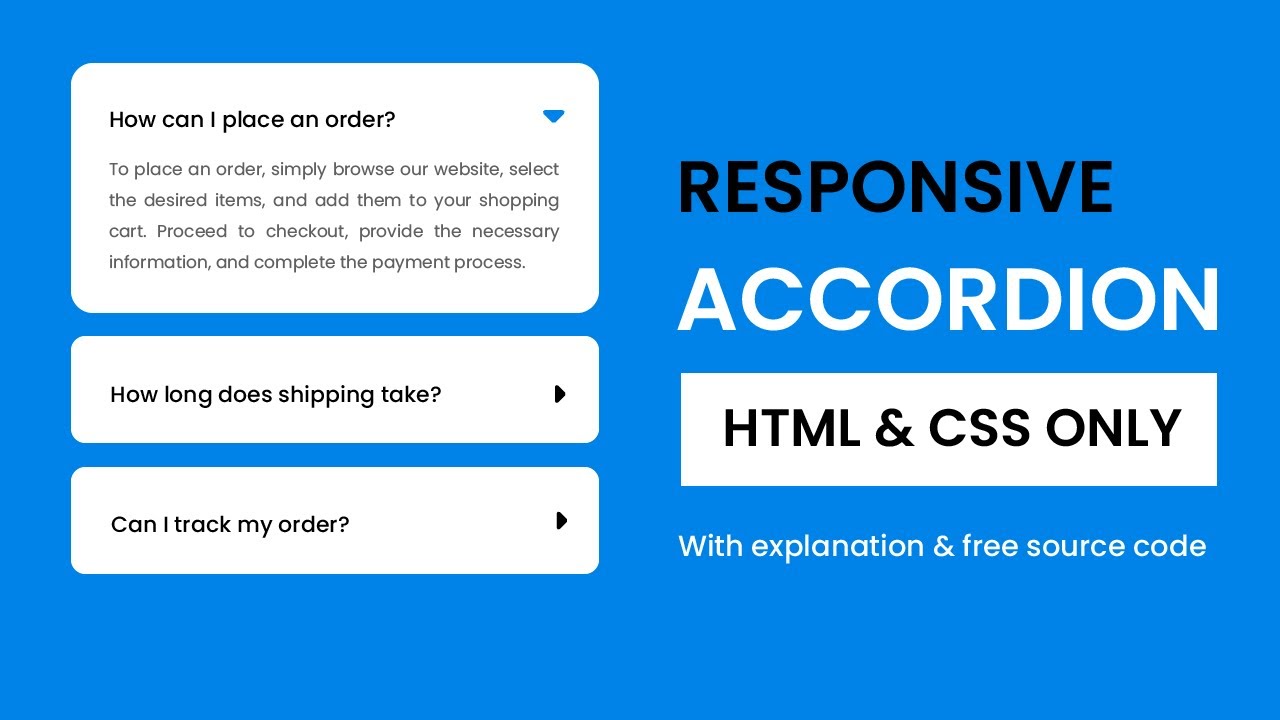 How can I place an order?
To place an order, simply browse our website, select
the desired items, and add them to your shopping
cart. Proceed to checkout, provide the necessary
information, and complete the payment process.
How long does shipping take?
Can I track my order?
RESPONSIVE
ACCORDION
HTML & CSS ONLY
With explanation & free source code